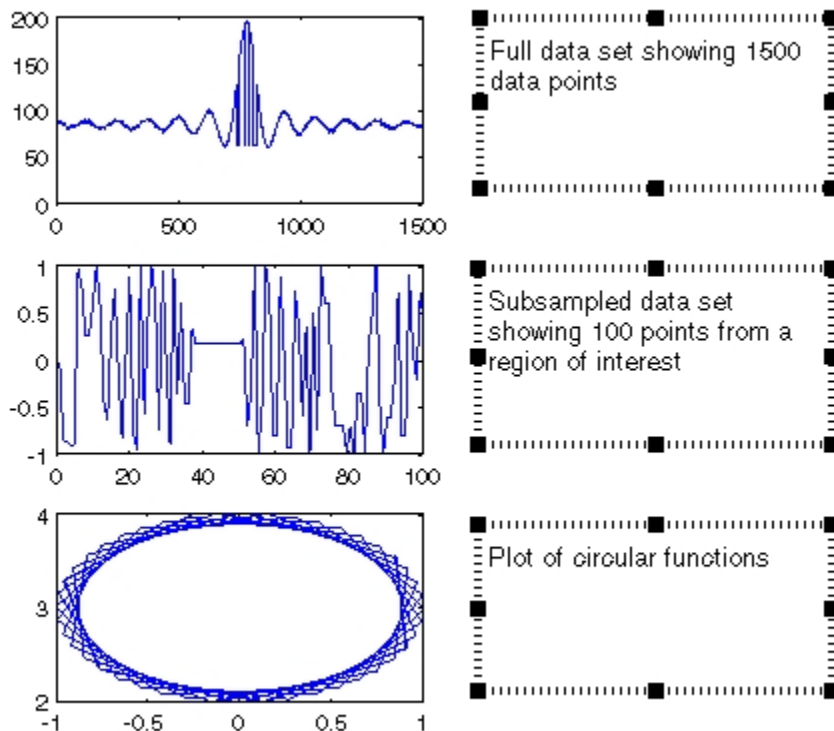 200
150
100
50
0
0 500 1000 1500
Full data set showing 1500
data points
1
0.5
0
-0.5
-1
0 20 40 60 80 100
Subsampled data set
showing 100 points from a
region of interest
4
3
2
-1 -0.5 0 0.5 1
Plot of circular functions